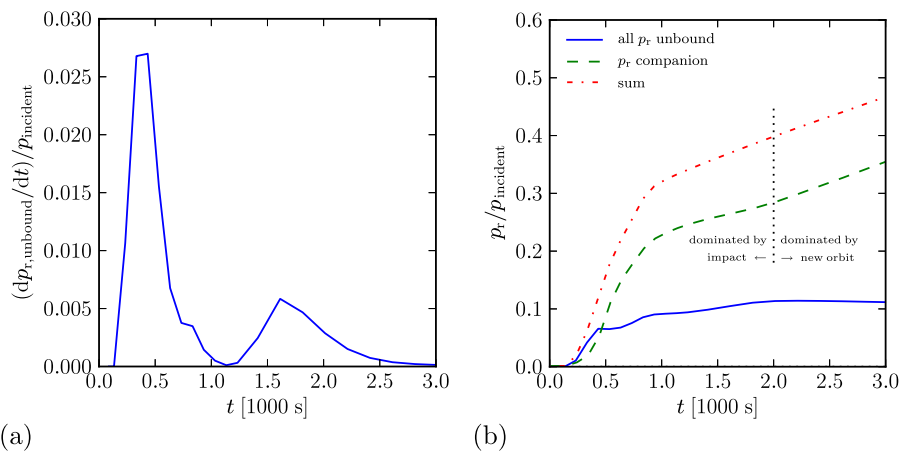 0.030
0.025
0.020
0.015
0.010
0.005
0.000
(dp_r,unbound/dt)/p_incident
0.0 0.5 1.0 1.5 2.0 2.5 3.0
t [1000 s]
(a)
0.6
0.5
0.4
0.3
0.2
0.1
0.0
p_r/p_incident
all p_r unbound
p_r companion
sum
dominated by
impact ←
dominated by
→ new orbit
0.0 0.5 1.0 1.5 2.0 2.5 3.0
t [1000 s]
(b)